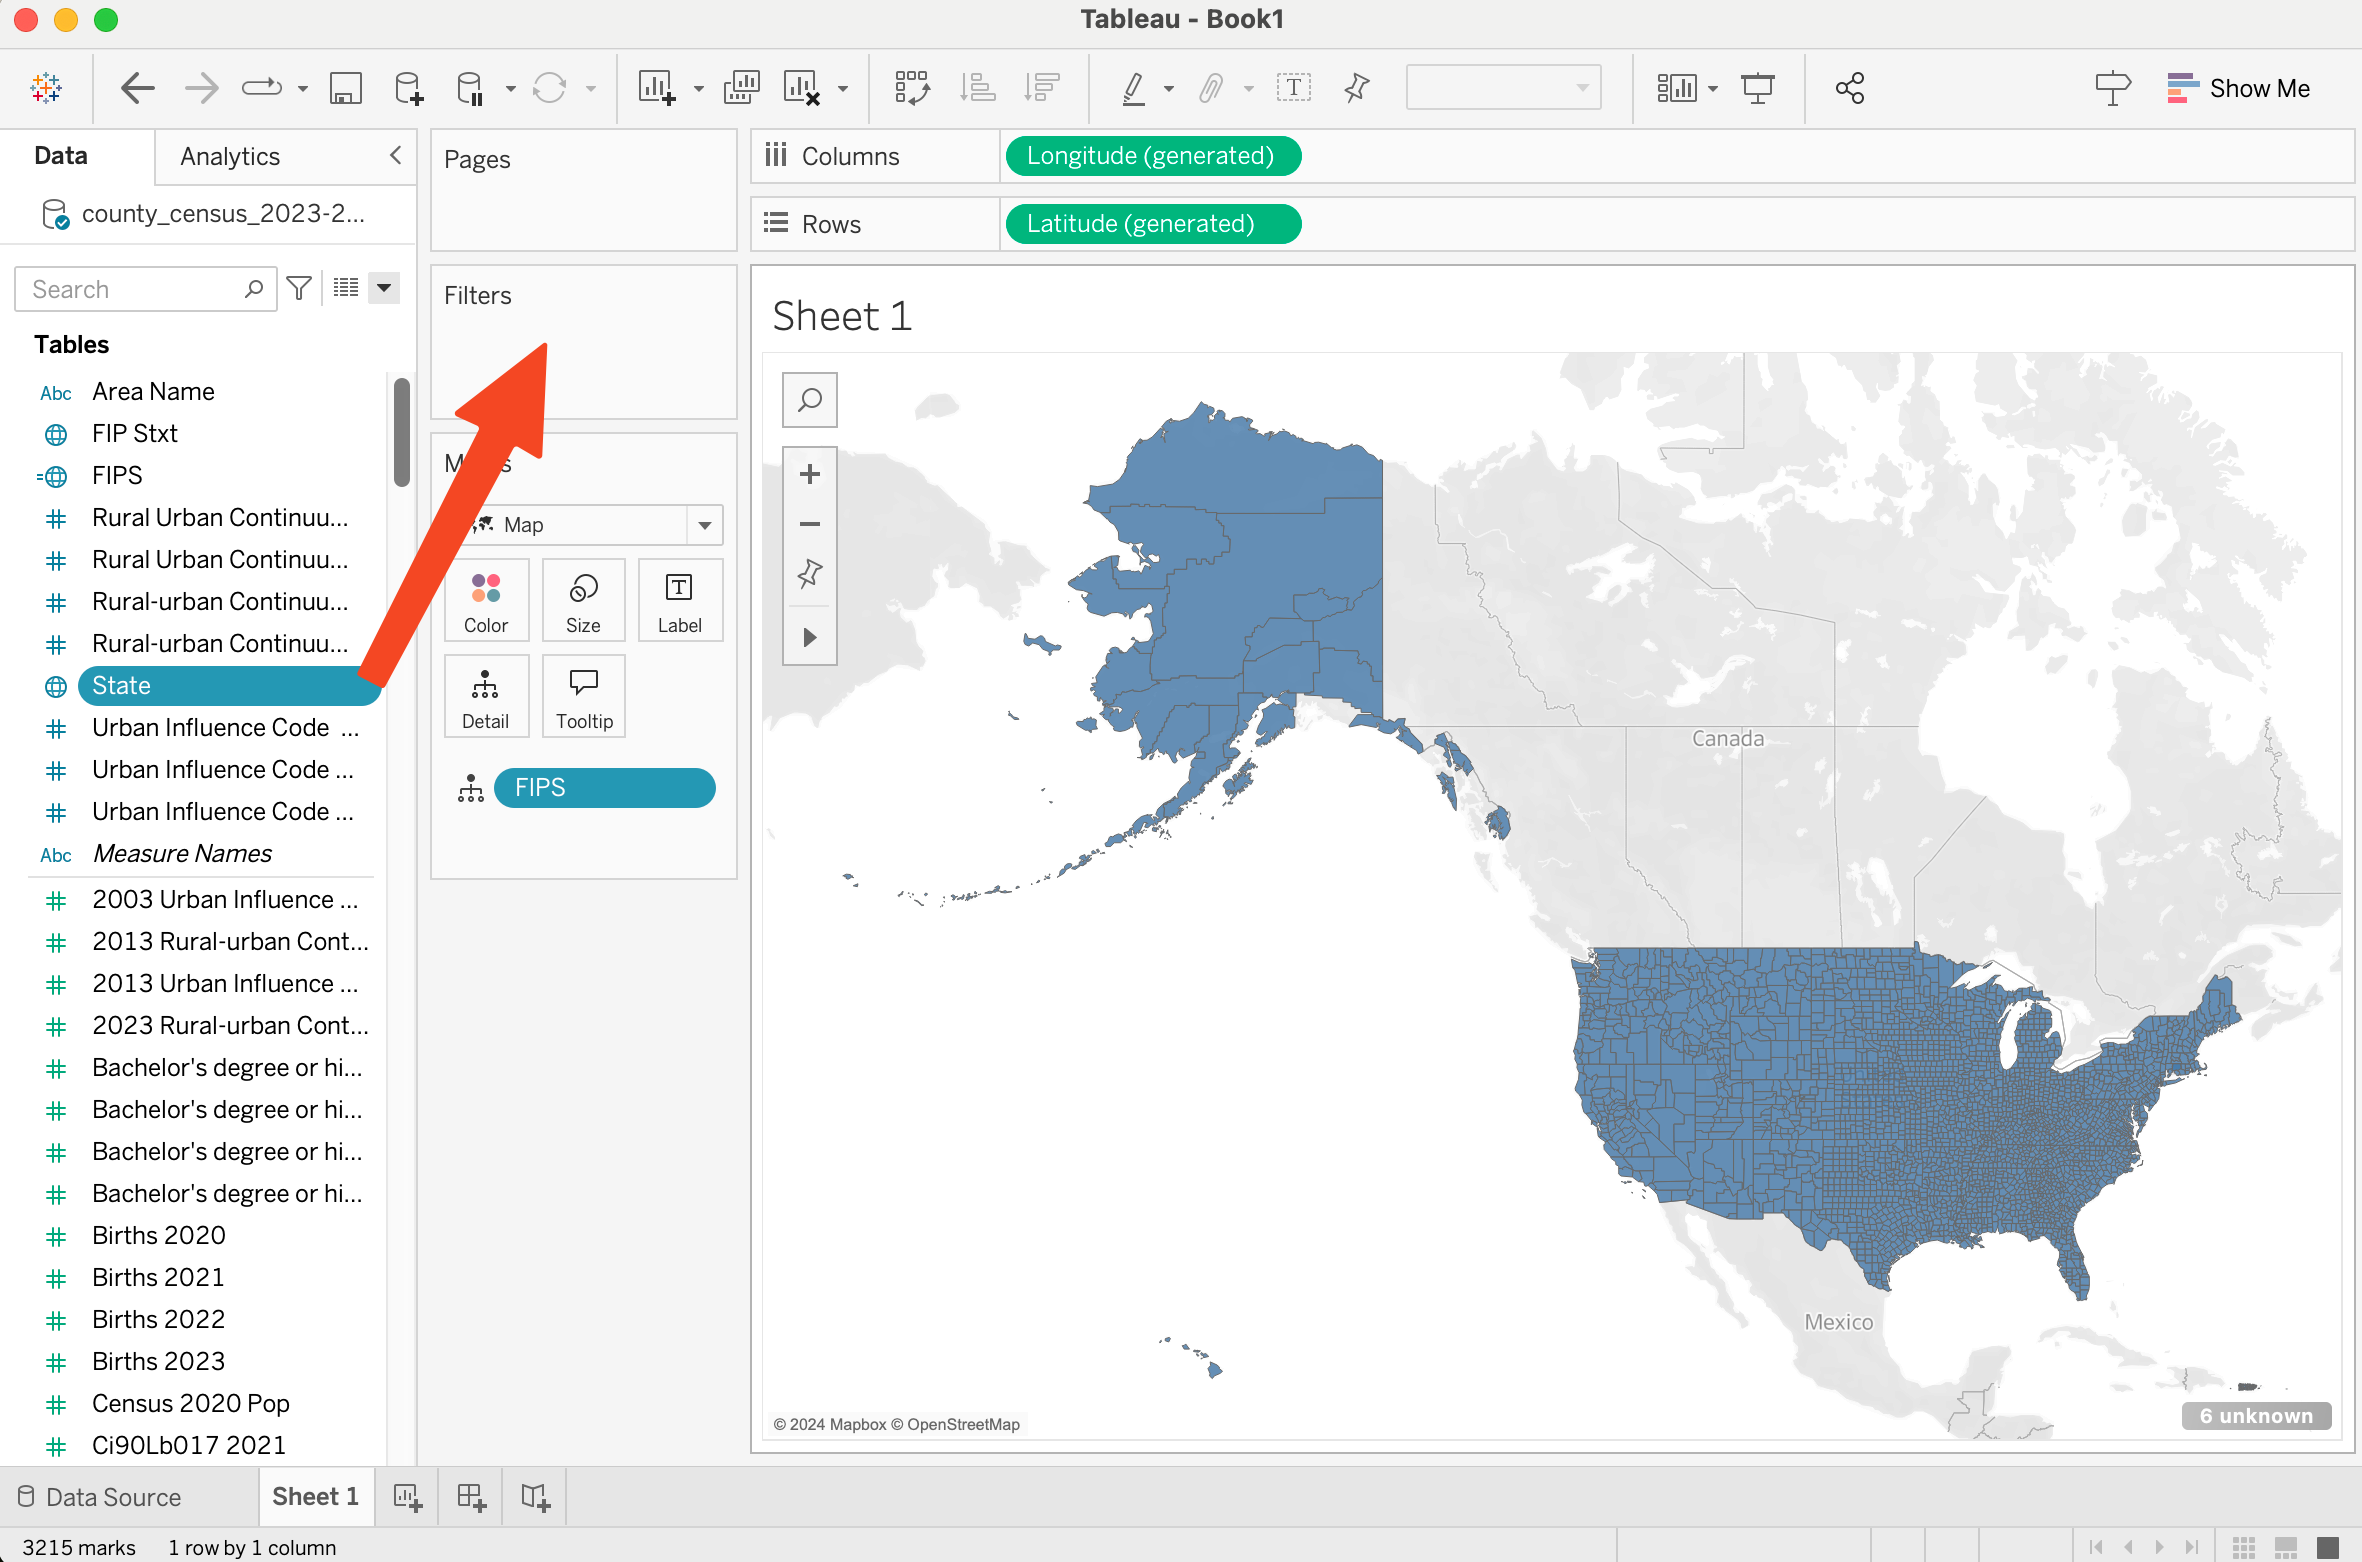 Tableau - Book1
Show Me
Data
Analytics
county_census_2023-2...
Search
Tables
Abc Area Name
FIP Stxt
FIPS
Rural Urban Continuu...
Rural Urban Continuu...
Rural-urban Continuu...
Rural-urban Continuu...
State
Urban Influence Code ...
Urban Influence Code ...
Urban Influence Code ...
Abc Measure Names
2003 Urban Influence ...
2013 Rural-urban Cont...
2013 Urban Influence ...
2023 Rural-urban Cont...
Bachelor's degree or hi...
Bachelor's degree or hi...
Bachelor's degree or hi...
Bachelor's degree or hi...
Births 2020
Births 2021
Births 2022
Births 2023
Census 2020 Pop
Ci90Lb017 2021
Pages
Filters
Map
Color
Size
Label
Detail
Tooltip
FIPS
Columns
Longitude (generated)
Rows
Latitude (generated)
Sheet 1
Canada
Mexico
© 2024 Mapbox © OpenStreetMap
6 unknown
Data Source
Sheet 1
3215 marks
1 row by 1 column